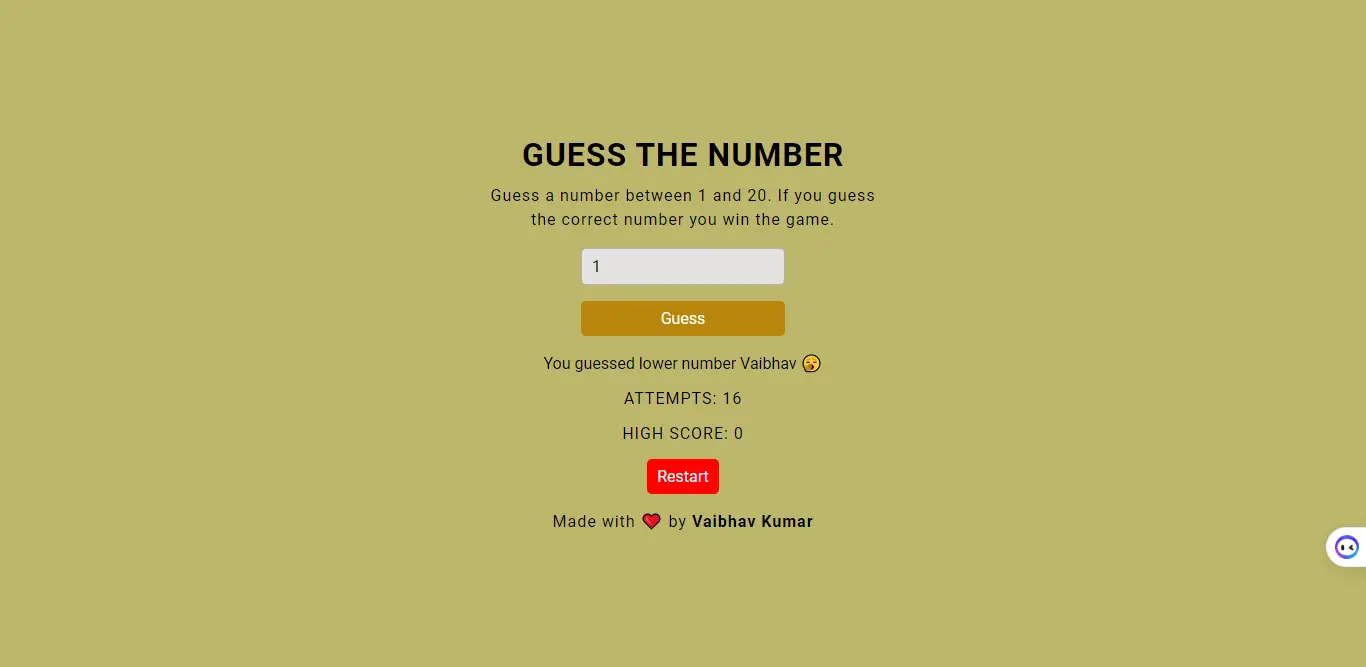 GUESS THE NUMBER
Guess a number between 1 and 20. If you guess
the correct number you win the game.
1
Guess
You guessed lower number Vaibhav 🥱
ATTEMPTS: 16
HIGH SCORE: 0
Restart
Made with ❤️ by Vaibhav Kumar